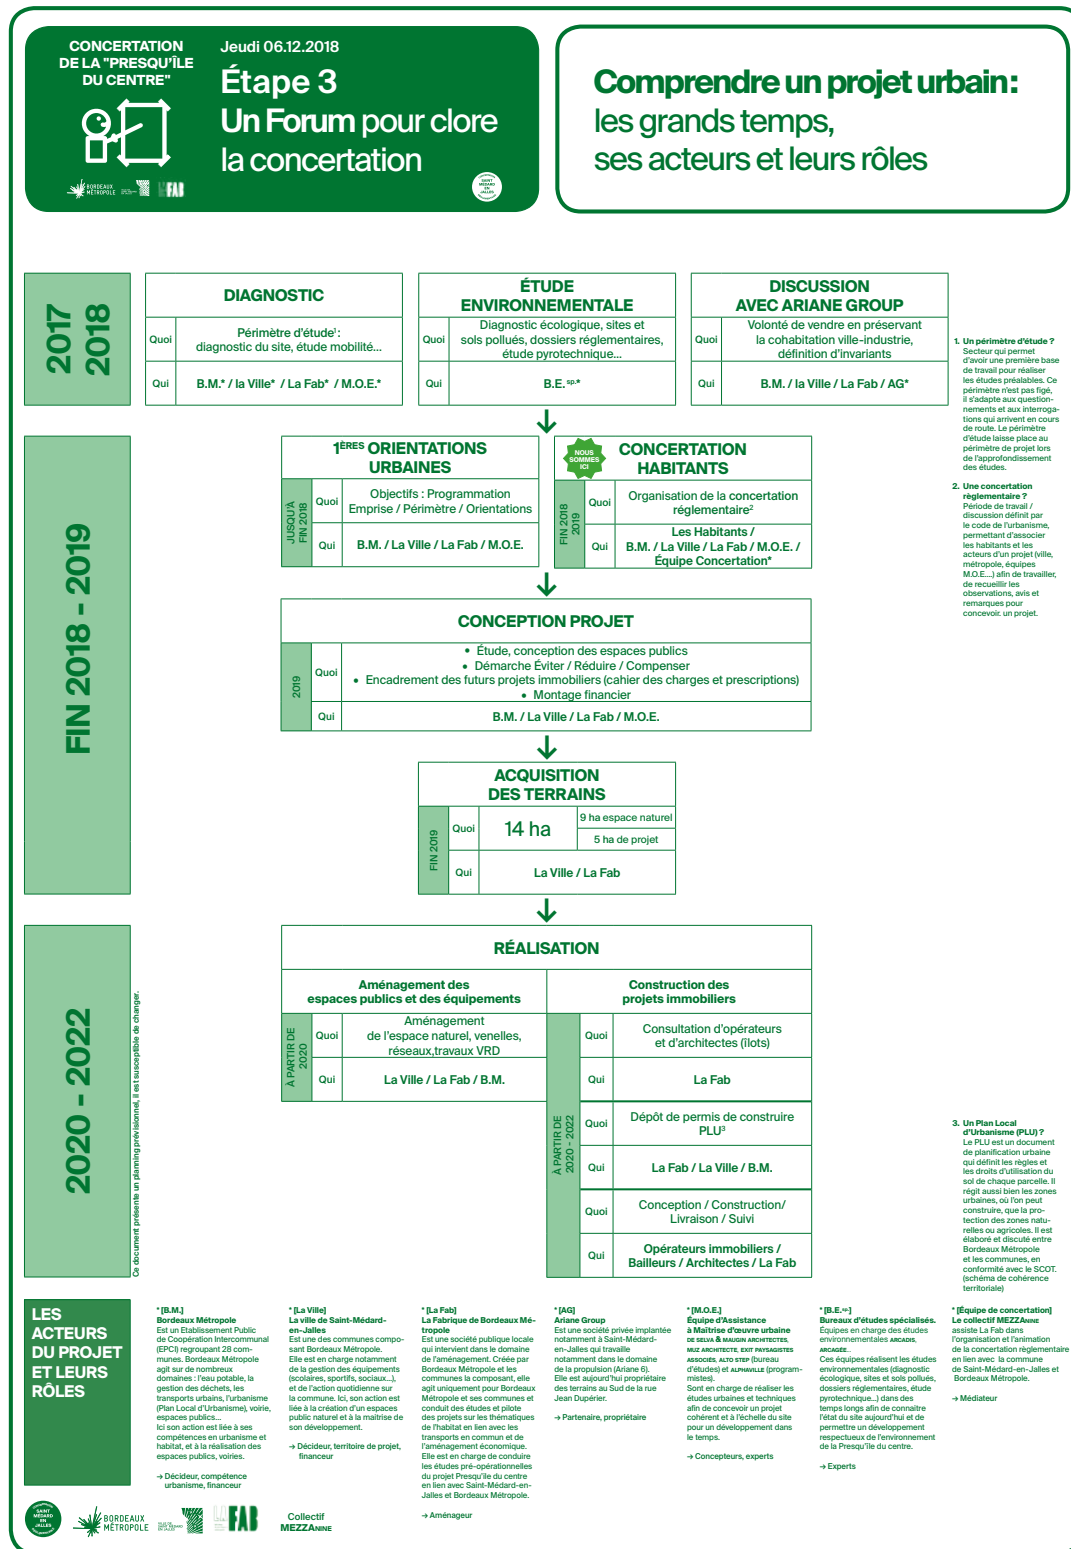 CONCERTATION
DE LA "PRESQU'ÎLE
DU CENTRE"
Jeudi 06.12.2018
Étape 3
Un Forum pour clore
la concertation
BORDEAUX
MÉTROPOLE
LA FAB
SAINT
MÉDARD
EN
JALLES
Comprendre un projet urbain:
les grands temps,
ses acteurs et leurs rôles
2017
2018
DIAGNOSTIC
Quoi
Périmètre d'étude¹ :
diagnostic du site, étude mobilité...
Qui
B.M.* / la Ville* / La Fab* / M.O.E.*
ÉTUDE
ENVIRONNEMENTALE
Quoi
Diagnostic écologique, sites et
sols pollués, dossiers réglementaires,
étude pyrotechnique...
Qui
B.E. sp.*
DISCUSSION
AVEC ARIANE GROUP
Quoi
Volonté de vendre en préservant
la cohabitation ville-industrie,
définition d'invariants
Qui
B.M. / la Ville / La Fab / AG*
1. Un périmètre d'étude ?
Secteur qui permet
d'avoir une première base
de travail pour réaliser
les études préalables. Ce
périmètre n'est pas figé,
il s'adapte aux question-
nements et aux interroga-
tions qui arrivent en cours
de route. Le périmètre
d'étude laisse place au
périmètre de projet lors
de l'approfondissement
des études.
2. Une concertation
règlementaire ?
Période de travail /
discussion définit par
le code de l'urbanisme,
permettant d'associer
les habitants et les
acteurs d'un projet (ville,
métropole, équipes
M.O.E....) afin de travailler,
de recueillir les
observations, avis et
remarques pour
concevoir. un projet.
FIN 2018 - 2019
1ÈRES ORIENTATIONS
URBAINES
JUSQU'À
FIN 2018
Quoi
Objectifs : Programmation
Emprise / Périmètre / Orientations
Qui
B.M. / La Ville / La Fab / M.O.E.
NOUS
SOMMES
ICI
CONCERTATION
HABITANTS
FIN 2018
2019
Quoi
Organisation de la concertation
réglementaire²
Qui
Les Habitants /
B.M. / La Ville / La Fab / M.O.E. /
Équipe Concertation*
CONCEPTION PROJET
2019
Quoi
• Étude, conception des espaces publics
• Démarche Éviter / Réduire / Compenser
• Encadrement des futurs projets immobiliers (cahier des charges et prescriptions)
• Montage financier
Qui
B.M. / La Ville / La Fab / M.O.E.
ACQUISITION
DES TERRAINS
FIN 2019
Quoi
14 ha
9 ha espace naturel
5 ha de projet
Qui
La Ville / La Fab
2020 - 2022
Ce document présente un planning prévisionnel, il est susceptible de changer.
RÉALISATION
Aménagement des
espaces publics et des équipements
À PARTIR DE
2020
Quoi
Aménagement
de l'espace naturel, venelles,
réseaux,travaux VRD
Qui
La Ville / La Fab / B.M.
Construction des
projets immobiliers
À PARTIR DE
2020 - 2022
Quoi
Consultation d'opérateurs
et d'architectes (îlots)
Qui
La Fab
Quoi
Dépôt de permis de construire
PLU³
Qui
La Fab / La Ville / B.M.
Quoi
Conception / Construction/
Livraison / Suivi
Qui
Opérateurs immobiliers /
Bailleurs / Architectes / La Fab
3. Un Plan Local
d'Urbanisme (PLU) ?
Le PLU est un document
de planification urbaine
qui définit les règles et
les droits d'utilisation du
sol de chaque parcelle. Il
régit aussi bien les zones
urbaines, où l'on peut
construire, que la pro-
tection des zones natu-
relles ou agricoles. Il est
élaboré et discuté entre
Bordeaux Métropole
et les communes, en
conformité avec le SCOT.
(schéma de cohérence
territoriale)
LES
ACTEURS
DU PROJET
ET LEURS
RÔLES
* [B.M.]
Bordeaux Métropole
Est un Etablissement Public
de Coopération Intercommunal
(EPCI) regroupant 28 com-
munes. Bordeaux Métropole
agit sur de nombreux
domaines : l'eau potable, la
gestion des déchets, les
transports urbains, l'urbanisme
(Plan Local d'Urbanisme), voirie,
espaces publics...
Ici son action est liée à ses
compétences en urbanisme et
habitat, et à la réalisation des
espaces publics, voiries.
→ Décideur, compétence
urbanisme, financeur
* [La Ville]
La ville de Saint-Médard-
en-Jalles
Est une des communes compo-
sant Bordeaux Métropole.
Elle est en charge notamment
de la gestion des équipements
(scolaires, sportifs, sociaux...),
et de l'action quotidienne sur
la commune. Ici, son action est
liée à la création d'un espaces
public naturel et à la maîtrise de
son développement.
→ Décideur, territoire de projet,
financeur
* [La Fab]
La Fabrique de Bordeaux Mé-
tropole
Est une société publique locale
qui intervient dans le domaine
de l'aménagement. Créée par
Bordeaux Métropole et les
communes la composant, elle
agit uniquement pour Bordeaux
Métropole et ses communes et
conduit des études et pilote
des projets sur les thématiques
de l'habitat en lien avec les
transports en commun et de
l'aménagement économique.
Elle est en charge de conduire
les études pré-opérationnelles
du projet Presqu'île du centre
en lien avec Saint-Médard-en-
Jalles et Bordeaux Métropole.
→ Aménageur
* [AG]
Ariane Group
Est une société privée implantée
notamment à Saint-Médard-
en-Jalles qui travaille
notamment dans le domaine
de la propulsion (Ariane 6).
Elle est aujourd'hui propriétaire
des terrains au Sud de la rue
Jean Dupérier.
→ Partenaire, propriétaire
* [M.O.E.]
Équipe d'Assistance
à Maîtrise d'œuvre urbaine
DE SELVA & MAUGIN ARCHITECTES,
MUZ ARCHITECTE, EXIT PAYSAGISTES
ASSOCIÉS, ALTO STEP (bureau
d'études) et ALPHAVILLE (program-
mistes).
Sont en charge de réaliser les
études urbaines et techniques
afin de concevoir un projet
cohérent et à l'échelle du site
pour un développement dans
le temps.
→ Concepteurs, experts
* [B.E.sp.]
Bureaux d'études spécialisés.
Équipes en charge des études
environnementales ARCADIS,
ARCAGÉE...
Ces équipes réalisent les études
environnementales (diagnostic
écologique, sites et sols pollués,
dossiers réglementaires, étude
pyrotechnique...) dans des
temps longs afin de connaitre
l'état du site aujourd'hui et de
permettre un développement
respectueux de l'environnement
de la Presqu'île du centre.
→ Experts
* [Équipe de concertation]
Le collectif MEZZANINE
assiste La Fab dans
l'organisation et l'animation
de la concertation règlementaire
en lien avec la commune
de Saint-Médard-en-Jalles et
Bordeaux Métropole.
→ Médiateur
SAINT
MÉDARD
EN
JALLES
BORDEAUX
MÉTROPOLE
LA FAB
Collectif
MEZZANINE